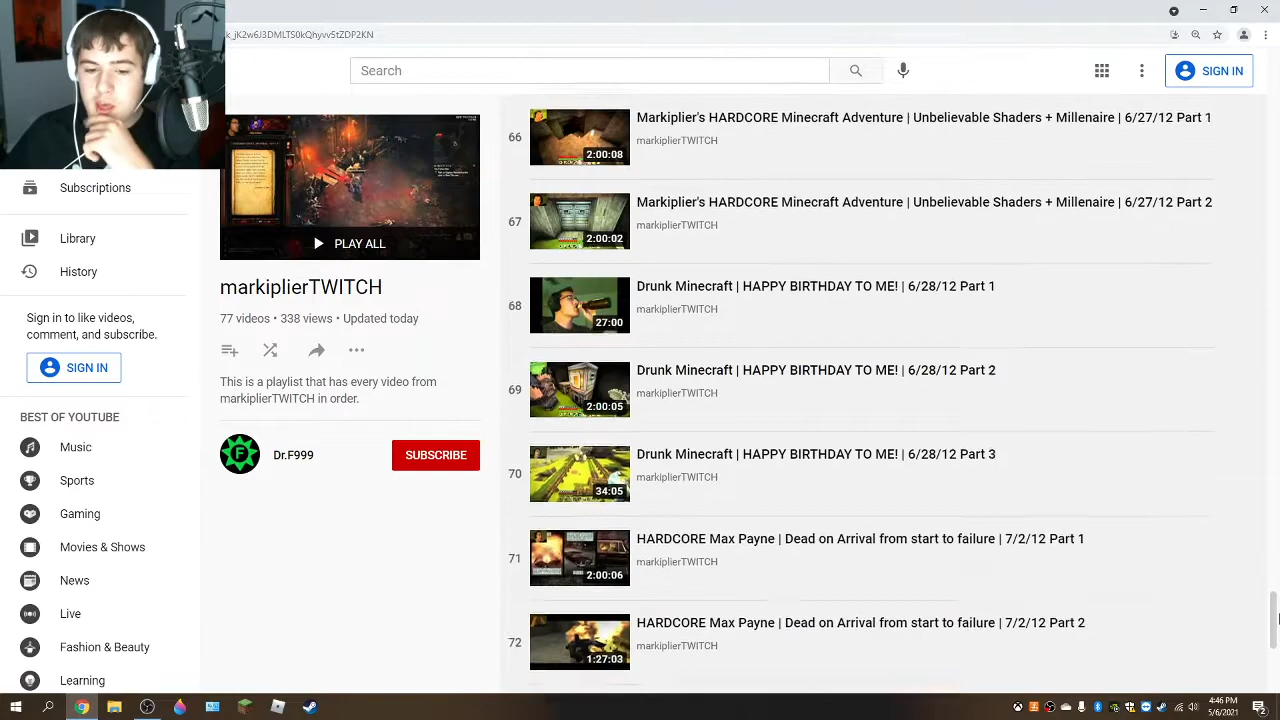 k_jK2w6J3DMLTS0kQhyvv5tZDP2KN
Search
SIGN IN
Subscriptions
Library
History
Sign in to like videos,
comment, and subscribe.
SIGN IN
BEST OF YOUTUBE
Music
Sports
Gaming
Movies & Shows
News
Live
Fashion & Beauty
Learning
PLAY ALL
markiplierTWITCH
77 videos • 338 views • Updated today
This is a playlist that has every video from
markiplierTWITCH in order.
F
Dr.F999
SUBSCRIBE
66
2:00:08
Markiplier's HARDCORE Minecraft Adventure | Unbelievable Shaders + Millenaire | 6/27/12 Part 1
markiplierTWITCH
67
2:00:02
Markiplier's HARDCORE Minecraft Adventure | Unbelievable Shaders + Millenaire | 6/27/12 Part 2
markiplierTWITCH
68
27:00
Drunk Minecraft | HAPPY BIRTHDAY TO ME! | 6/28/12 Part 1
markiplierTWITCH
69
2:00:05
Drunk Minecraft | HAPPY BIRTHDAY TO ME! | 6/28/12 Part 2
markiplierTWITCH
70
34:05
Drunk Minecraft | HAPPY BIRTHDAY TO ME! | 6/28/12 Part 3
markiplierTWITCH
71
2:00:06
HARDCORE Max Payne | Dead on Arrival from start to failure | 7/2/12 Part 1
markiplierTWITCH
72
1:27:03
HARDCORE Max Payne | Dead on Arrival from start to failure | 7/2/12 Part 2
markiplierTWITCH
4:46 PM
5/6/2021